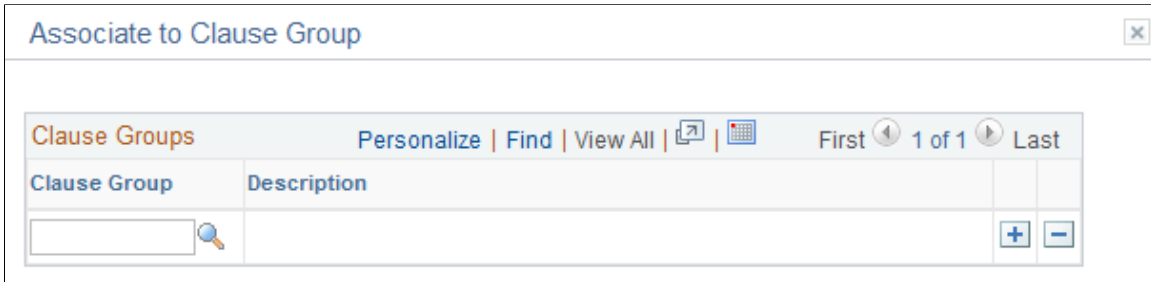 Associate to Clause Group
Clause Groups Personalize | Find | View All | | First 1 of 1 Last
Clause Group Description